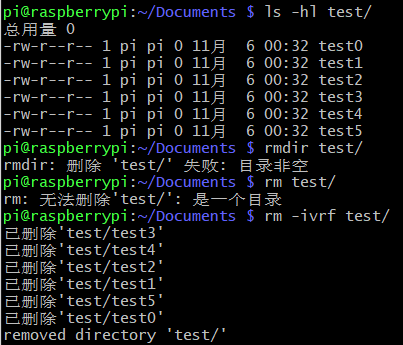 pi@raspberrypi:~/Documents $ ls -hl test/
总用量 0
-rw-r--r-- 1 pi pi 0 11月  6 00:32 test0
-rw-r--r-- 1 pi pi 0 11月  6 00:32 test1
-rw-r--r-- 1 pi pi 0 11月  6 00:32 test2
-rw-r--r-- 1 pi pi 0 11月  6 00:32 test3
-rw-r--r-- 1 pi pi 0 11月  6 00:32 test4
-rw-r--r-- 1 pi pi 0 11月  6 00:32 test5
pi@raspberrypi:~/Documents $ rmdir test/
rmdir: 删除 'test/' 失败: 目录非空
pi@raspberrypi:~/Documents $ rm test/
rm: 无法删除'test/': 是一个目录
pi@raspberrypi:~/Documents $ rm -ivrf test/
已删除'test/test3'
已删除'test/test4'
已删除'test/test2'
已删除'test/test1'
已删除'test/test5'
已删除'test/test0'
removed directory 'test/'